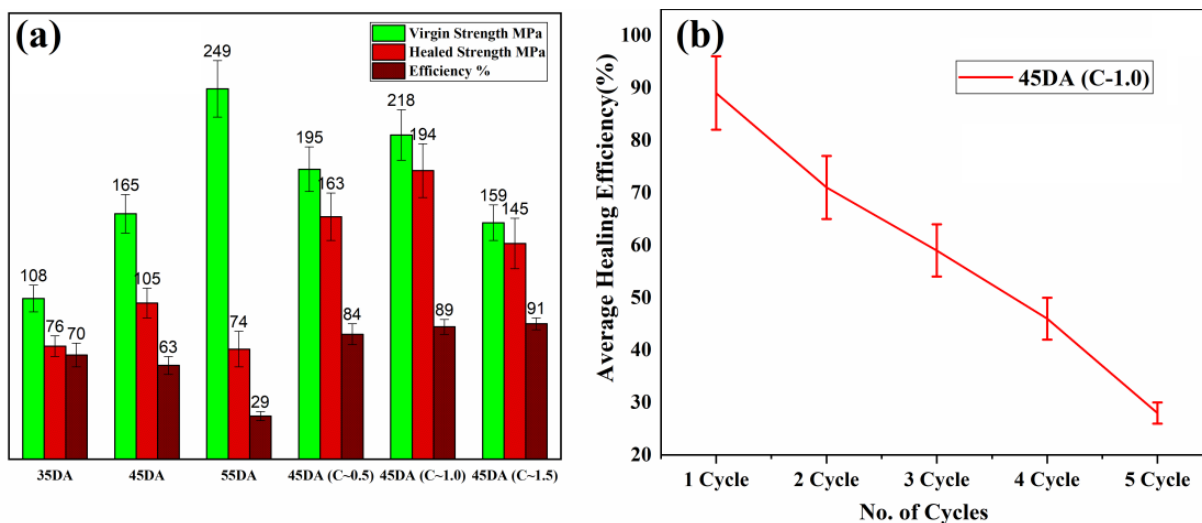 (a)
Virgin Strength MPa
Healed Strength MPa
Efficiency %
108
76
70
165
105
63
249
74
29
195
163
84
218
194
89
159
145
91
35DA
45DA
55DA
45DA (C~0.5)
45DA (C~1.0)
45DA (C~1.5)
(b)
45DA (C-1.0)
Average Healing Efficiency(%)
100
90
80
70
60
50
40
30
20
1 Cycle
2 Cycle
3 Cycle
4 Cycle
5 Cycle
No. of Cycles